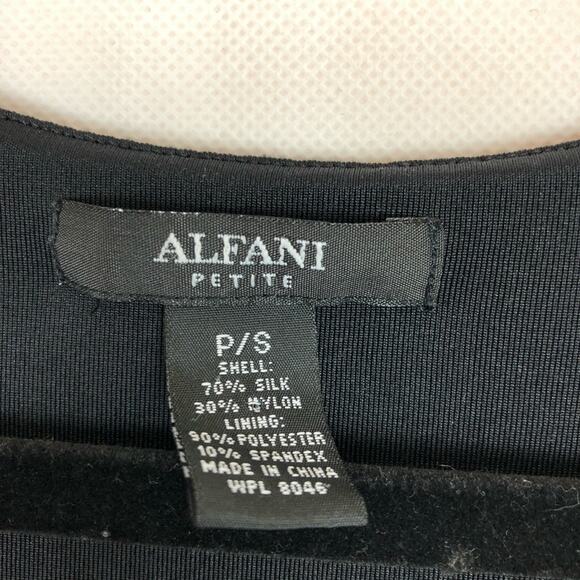 ALFANI
PETITE
P/S
SHELL:
70% SILK
30% NYLON
LINING:
90% POLYESTER
10% SPANDEX
MADE IN CHINA
WPL 8046